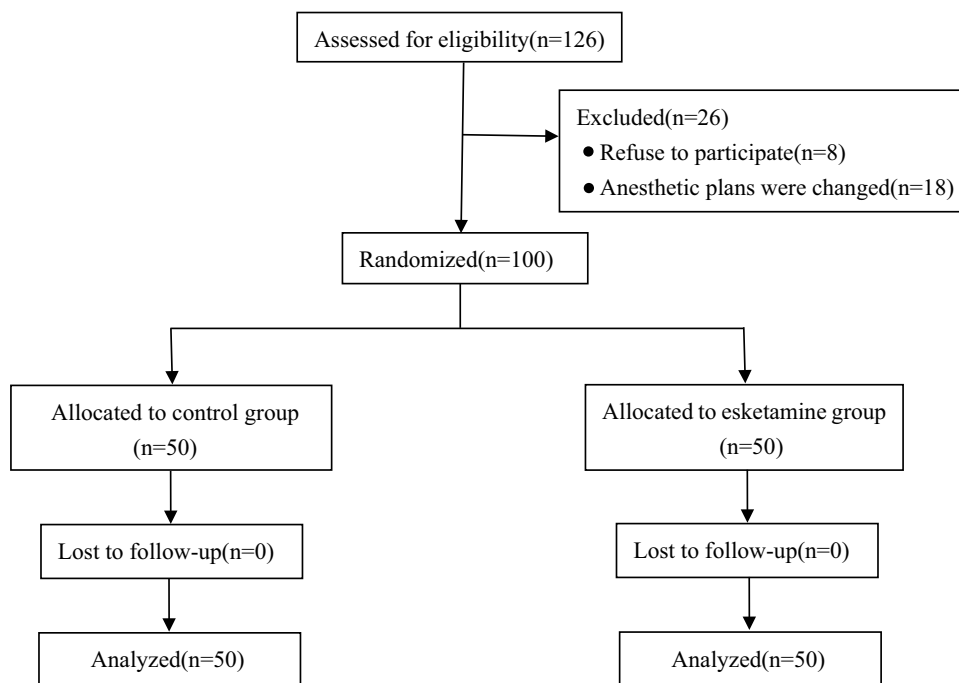 Assessed for eligibility(n=126)
Excluded(n=26)
● Refuse to participate(n=8)
● Anesthetic plans were changed(n=18)
Randomized(n=100)
Allocated to control group
(n=50)
Allocated to esketamine group
(n=50)
Lost to follow-up(n=0)
Lost to follow-up(n=0)
Analyzed(n=50)
Analyzed(n=50)